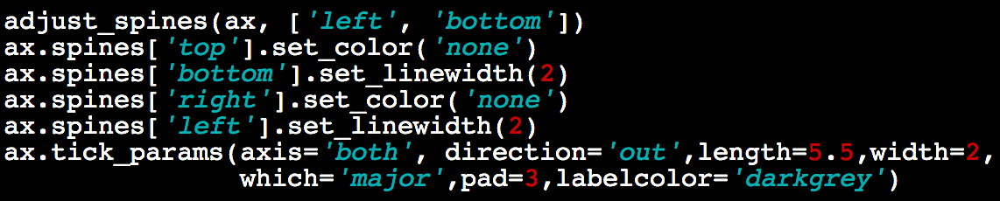 adjust_spines(ax, ['left', 'bottom'])
ax.spines['top'].set_color('none')
ax.spines['bottom'].set_linewidth(2)
ax.spines['right'].set_color('none')
ax.spines['left'].set_linewidth(2)
ax.tick_params(axis='both', direction='out',length=5.5,width=2,
which='major',pad=3,labelcolor='darkgrey')